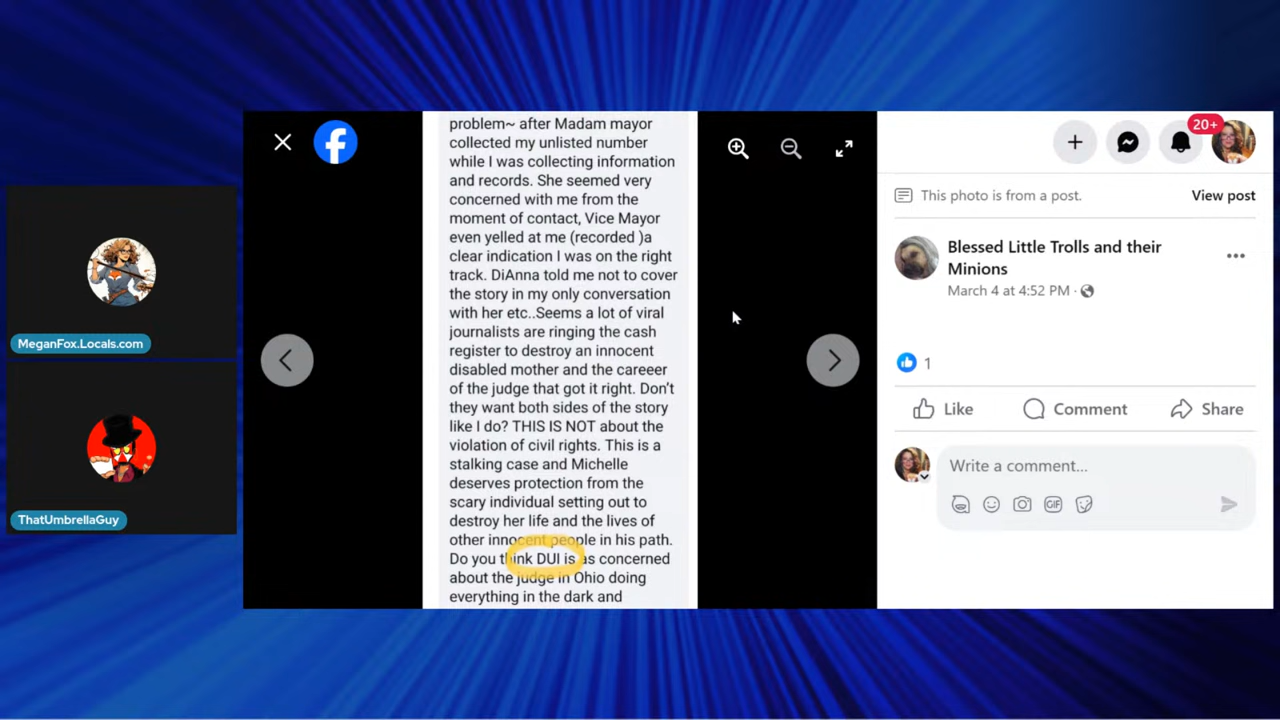 MeganFox.Locals.com
ThatUmbrellaGuy
problem~ after Madam mayor
collected my unlisted number
while I was collecting information
and records. She seemed very
concerned with me from the
moment of contact, Vice Mayor
even yelled at me (recorded )a
clear indication I was on the right
track. DiAnna told me not to cover
the story in my only conversation
with her etc..Seems a lot of viral
journalists are ringing the cash
register to destroy an innocent
disabled mother and the careeer
of the judge that got it right. Don't
they want both sides of the story
like I do? THIS IS NOT about the
violation of civil rights. This is a
stalking case and Michelle
deserves protection from the
scary individual setting out to
destroy her life and the lives of
other innocent people in his path.
Do you think DUI is as concerned
about the judge in Ohio doing
everything in the dark and
20+
This photo is from a post.
View post
Blessed Little Trolls and their
Minions
March 4 at 4:52 PM ·
1
Like
Comment
Share
Write a comment...
GIF